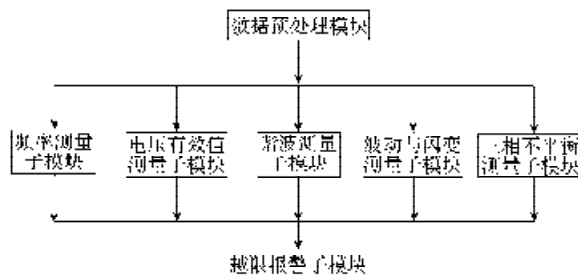 数据预处理模块
频率测量
子模块
电压有效值
测量子模块
谐波测量
子模块
波动与闪变
测量子模块
三相不平衡
测量子模块
越限报警子模块